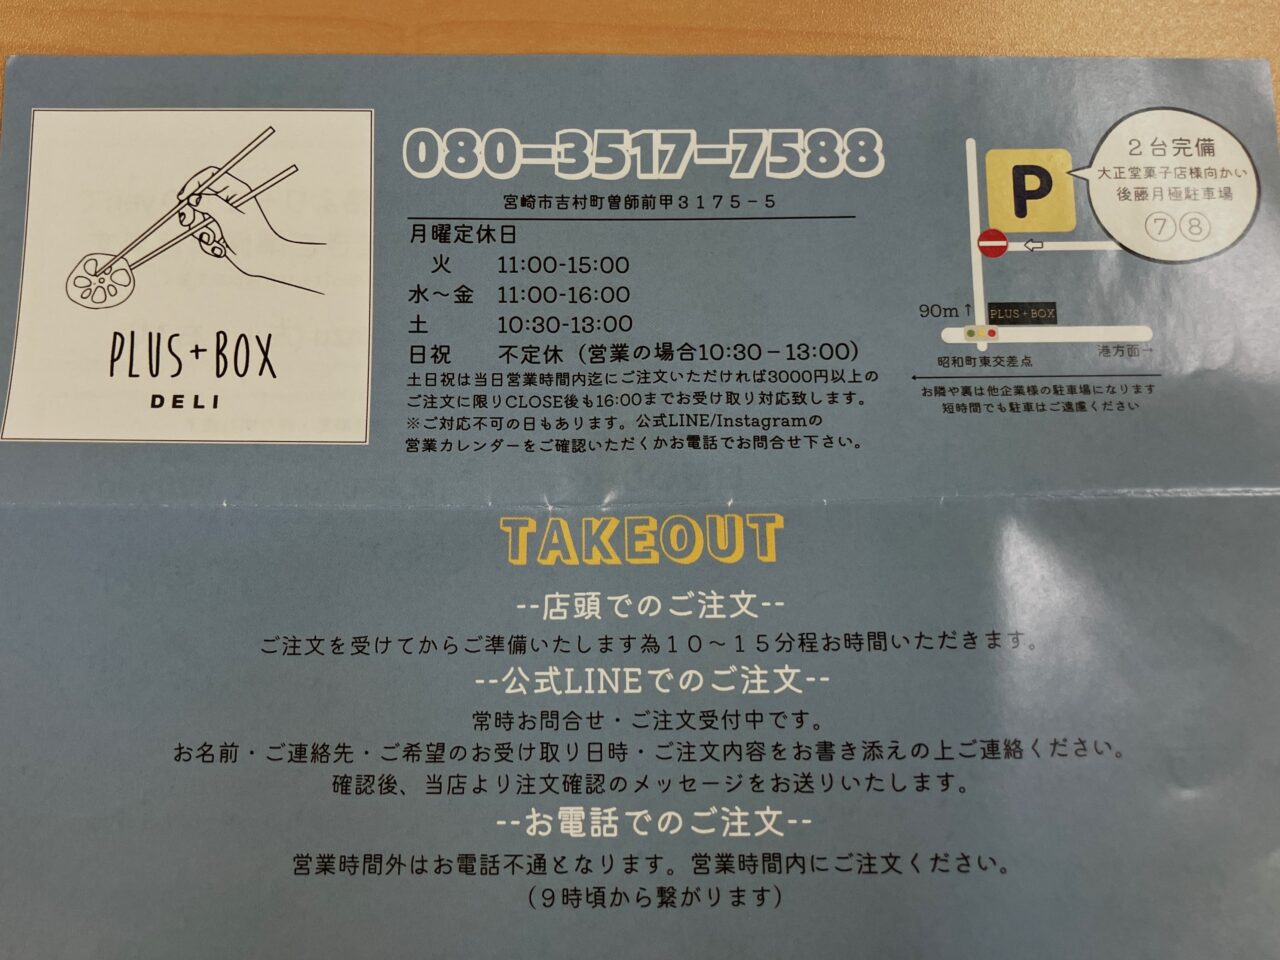 PLUS+BOX
DELI
080-3517-7588
宮崎市吉村町曽師前甲3175-5
月曜定休日
火 11:00-15:00
水～金 11:00-16:00
土 10:30-13:00
日祝 不定休（営業の場合10:30-13:00）
土日祝は当日営業時間内迄にご注文いただければ3000円以上の
ご注文に限りCLOSE後も16:00までお受け取り対応致します。
※ご対応不可の日もあります。公式LINE/Instagramの
営業カレンダーをご確認いただくかお電話でお問合せ下さい。
P
2台完備
大正堂菓子店様向かい
後藤月極駐車場
⑦⑧
90m↑
PLUS+BOX
昭和町東交差点
港方面→
お隣や裏は他企業様の駐車場になります
短時間でも駐車はご遠慮ください
TAKEOUT
--店頭でのご注文--
ご注文を受けてからご準備いたします為１０～１５分程お時間いただきます。
--公式LINEでのご注文--
常時お問合せ・ご注文受付中です。
お名前・ご連絡先・ご希望のお受け取り日時・ご注文内容をお書き添えの上ご連絡ください。
確認後、当店より注文確認のメッセージをお送りいたします。
--お電話でのご注文--
営業時間外はお電話不通となります。営業時間内にご注文ください。
（９時頃から繋がります）